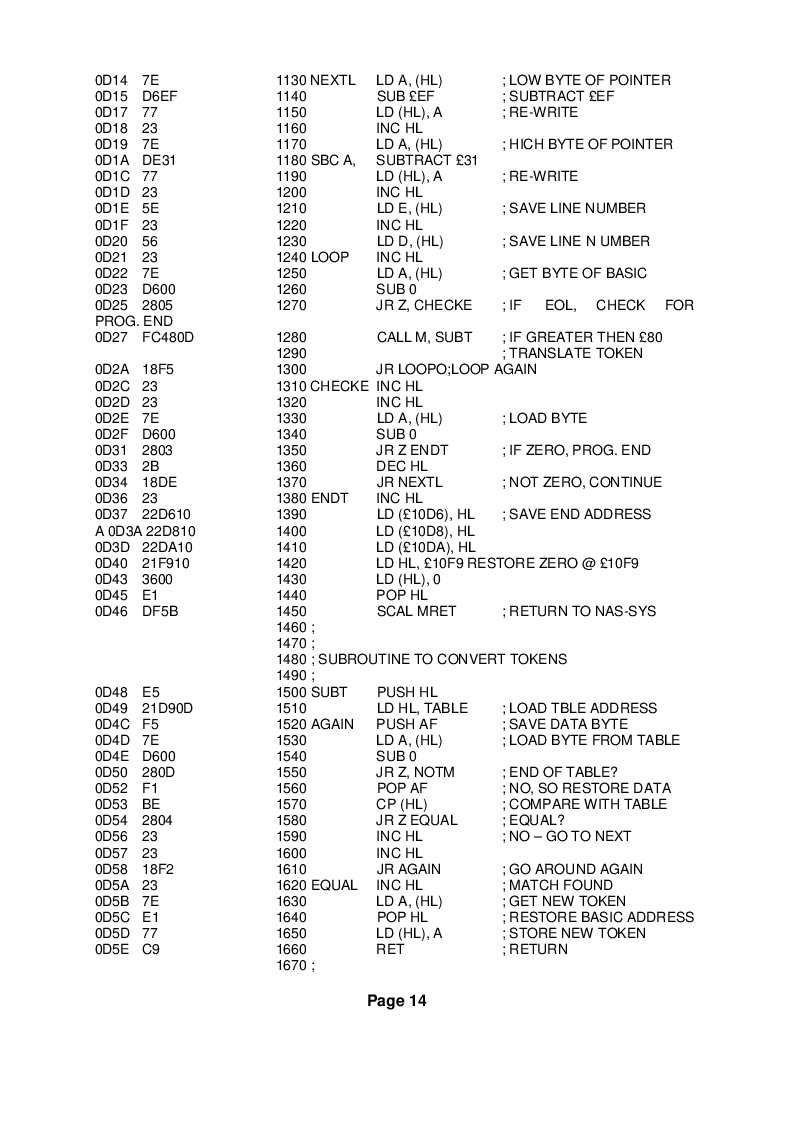 0D14 7E 1130 NEXTL LD A, (HL) ; LOW BYTE OF POINTER
0D15 D6EF 1140 SUB £EF ; SUBTRACT £EF
0D17 77 1150 LD (HL), A ; RE-WRITE
0D18 23 1160 INC HL
0D19 7E 1170 LD A, (HL) ; HICH BYTE OF POINTER
0D1A DE31 1180 SBC A, SUBTRACT £31
0D1C 77 1190 LD (HL), A ; RE-WRITE
0D1D 23 1200 INC HL
0D1E 5E 1210 LD E, (HL) ; SAVE LINE NUMBER
0D1F 23 1220 INC HL
0D20 56 1230 LD D, (HL) ; SAVE LINE N UMBER
0D21 23 1240 LOOP INC HL
0D22 7E 1250 LD A, (HL) ; GET BYTE OF BASIC
0D23 D600 1260 SUB 0
0D25 2805 1270 JR Z, CHECKE ; IF EOL, CHECK FOR
PROG. END
0D27 FC480D 1280 CALL M, SUBT ; IF GREATER THEN £80
1290 ; TRANSLATE TOKEN
0D2A 18F5 1300 JR LOOPO;LOOP AGAIN
0D2C 23 1310 CHECKE INC HL
0D2D 23 1320 INC HL
0D2E 7E 1330 LD A, (HL) ; LOAD BYTE
0D2F D600 1340 SUB 0
0D31 2803 1350 JR Z ENDT ; IF ZERO, PROG. END
0D33 2B 1360 DEC HL
0D34 18DE 1370 JR NEXTL ; NOT ZERO, CONTINUE
0D36 23 1380 ENDT INC HL
0D37 22D610 1390 LD (£10D6), HL ; SAVE END ADDRESS
A 0D3A 22D810 1400 LD (£10D8), HL
0D3D 22DA10 1410 LD (£10DA), HL
0D40 21F910 1420 LD HL, £10F9 RESTORE ZERO @ £10F9
0D43 3600 1430 LD (HL), 0
0D45 E1 1440 POP HL
0D46 DF5B 1450 SCAL MRET ; RETURN TO NAS-SYS
1460 ;
1470 ;
1480 ; SUBROUTINE TO CONVERT TOKENS
1490 ;
0D48 E5 1500 SUBT PUSH HL
0D49 21D90D 1510 LD HL, TABLE ; LOAD TBLE ADDRESS
0D4C F5 1520 AGAIN PUSH AF ; SAVE DATA BYTE
0D4D 7E 1530 LD A, (HL) ; LOAD BYTE FROM TABLE
0D4E D600 1540 SUB 0
0D50 280D 1550 JR Z, NOTM ; END OF TABLE?
0D52 F1 1560 POP AF ; NO, SO RESTORE DATA
0D53 BE 1570 CP (HL) ; COMPARE WITH TABLE
0D54 2804 1580 JR Z EQUAL ; EQUAL?
0D56 23 1590 INC HL ; NO – GO TO NEXT
0D57 23 1600 INC HL
0D58 18F2 1610 JR AGAIN ; GO AROUND AGAIN
0D5A 23 1620 EQUAL INC HL ; MATCH FOUND
0D5B 7E 1630 LD A, (HL) ; GET NEW TOKEN
0D5C E1 1640 POP HL ; RESTORE BASIC ADDRESS
0D5D 77 1650 LD (HL), A ; STORE NEW TOKEN
0D5E C9 1660 RET ; RETURN
1670 ;
Page 14